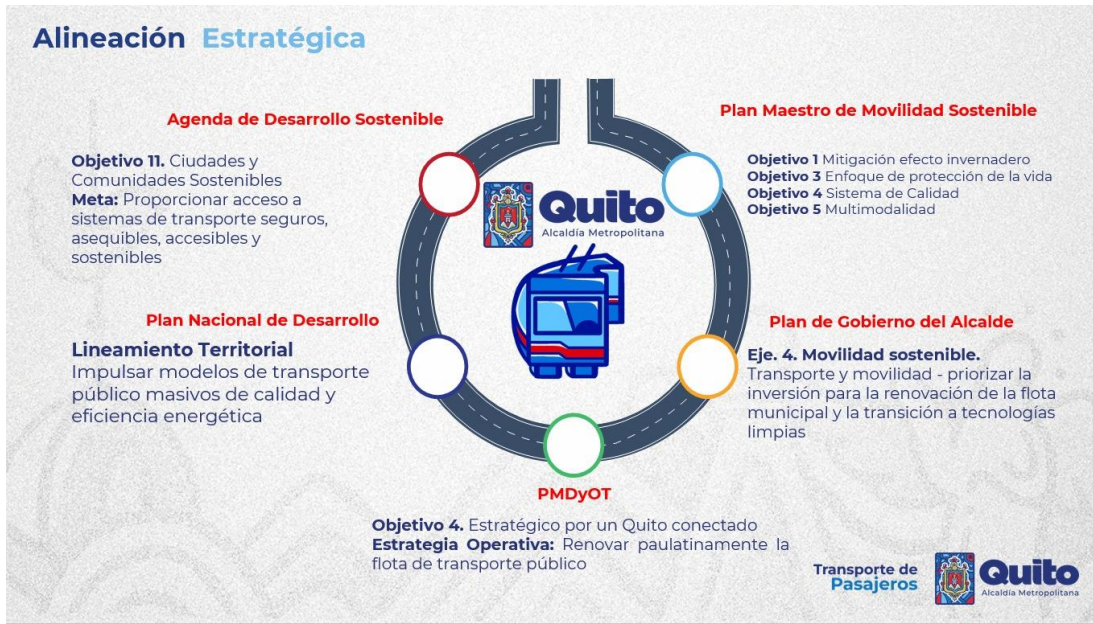 Alineación Estratégica
Agenda de Desarrollo Sostenible
Objetivo 11. Ciudades y
Comunidades Sostenibles
Meta: Proporcionar acceso a
sistemas de transporte seguros,
asequibles, accesibles y
sostenibles
Plan Maestro de Movilidad Sostenible
Objetivo 1 Mitigación efecto invernadero
Objetivo 3 Enfoque de protección de la vida
Objetivo 4 Sistema de Calidad
Objetivo 5 Multimodalidad
Quito
Alcaldía Metropolitana
Plan Nacional de Desarrollo
Lineamiento Territorial
Impulsar modelos de transporte
público masivos de calidad y
eficiencia energética
Plan de Gobierno del Alcalde
Eje. 4. Movilidad sostenible.
Transporte y movilidad - priorizar la
inversión para la renovación de la flota
municipal y la transición a tecnologías
limpias
PMDyOT
Objetivo 4. Estratégico por un Quito conectado
Estrategia Operativa: Renovar paulatinamente la
flota de transporte público
Transporte de
Pasajeros
Quito
Alcaldía Metropolitana